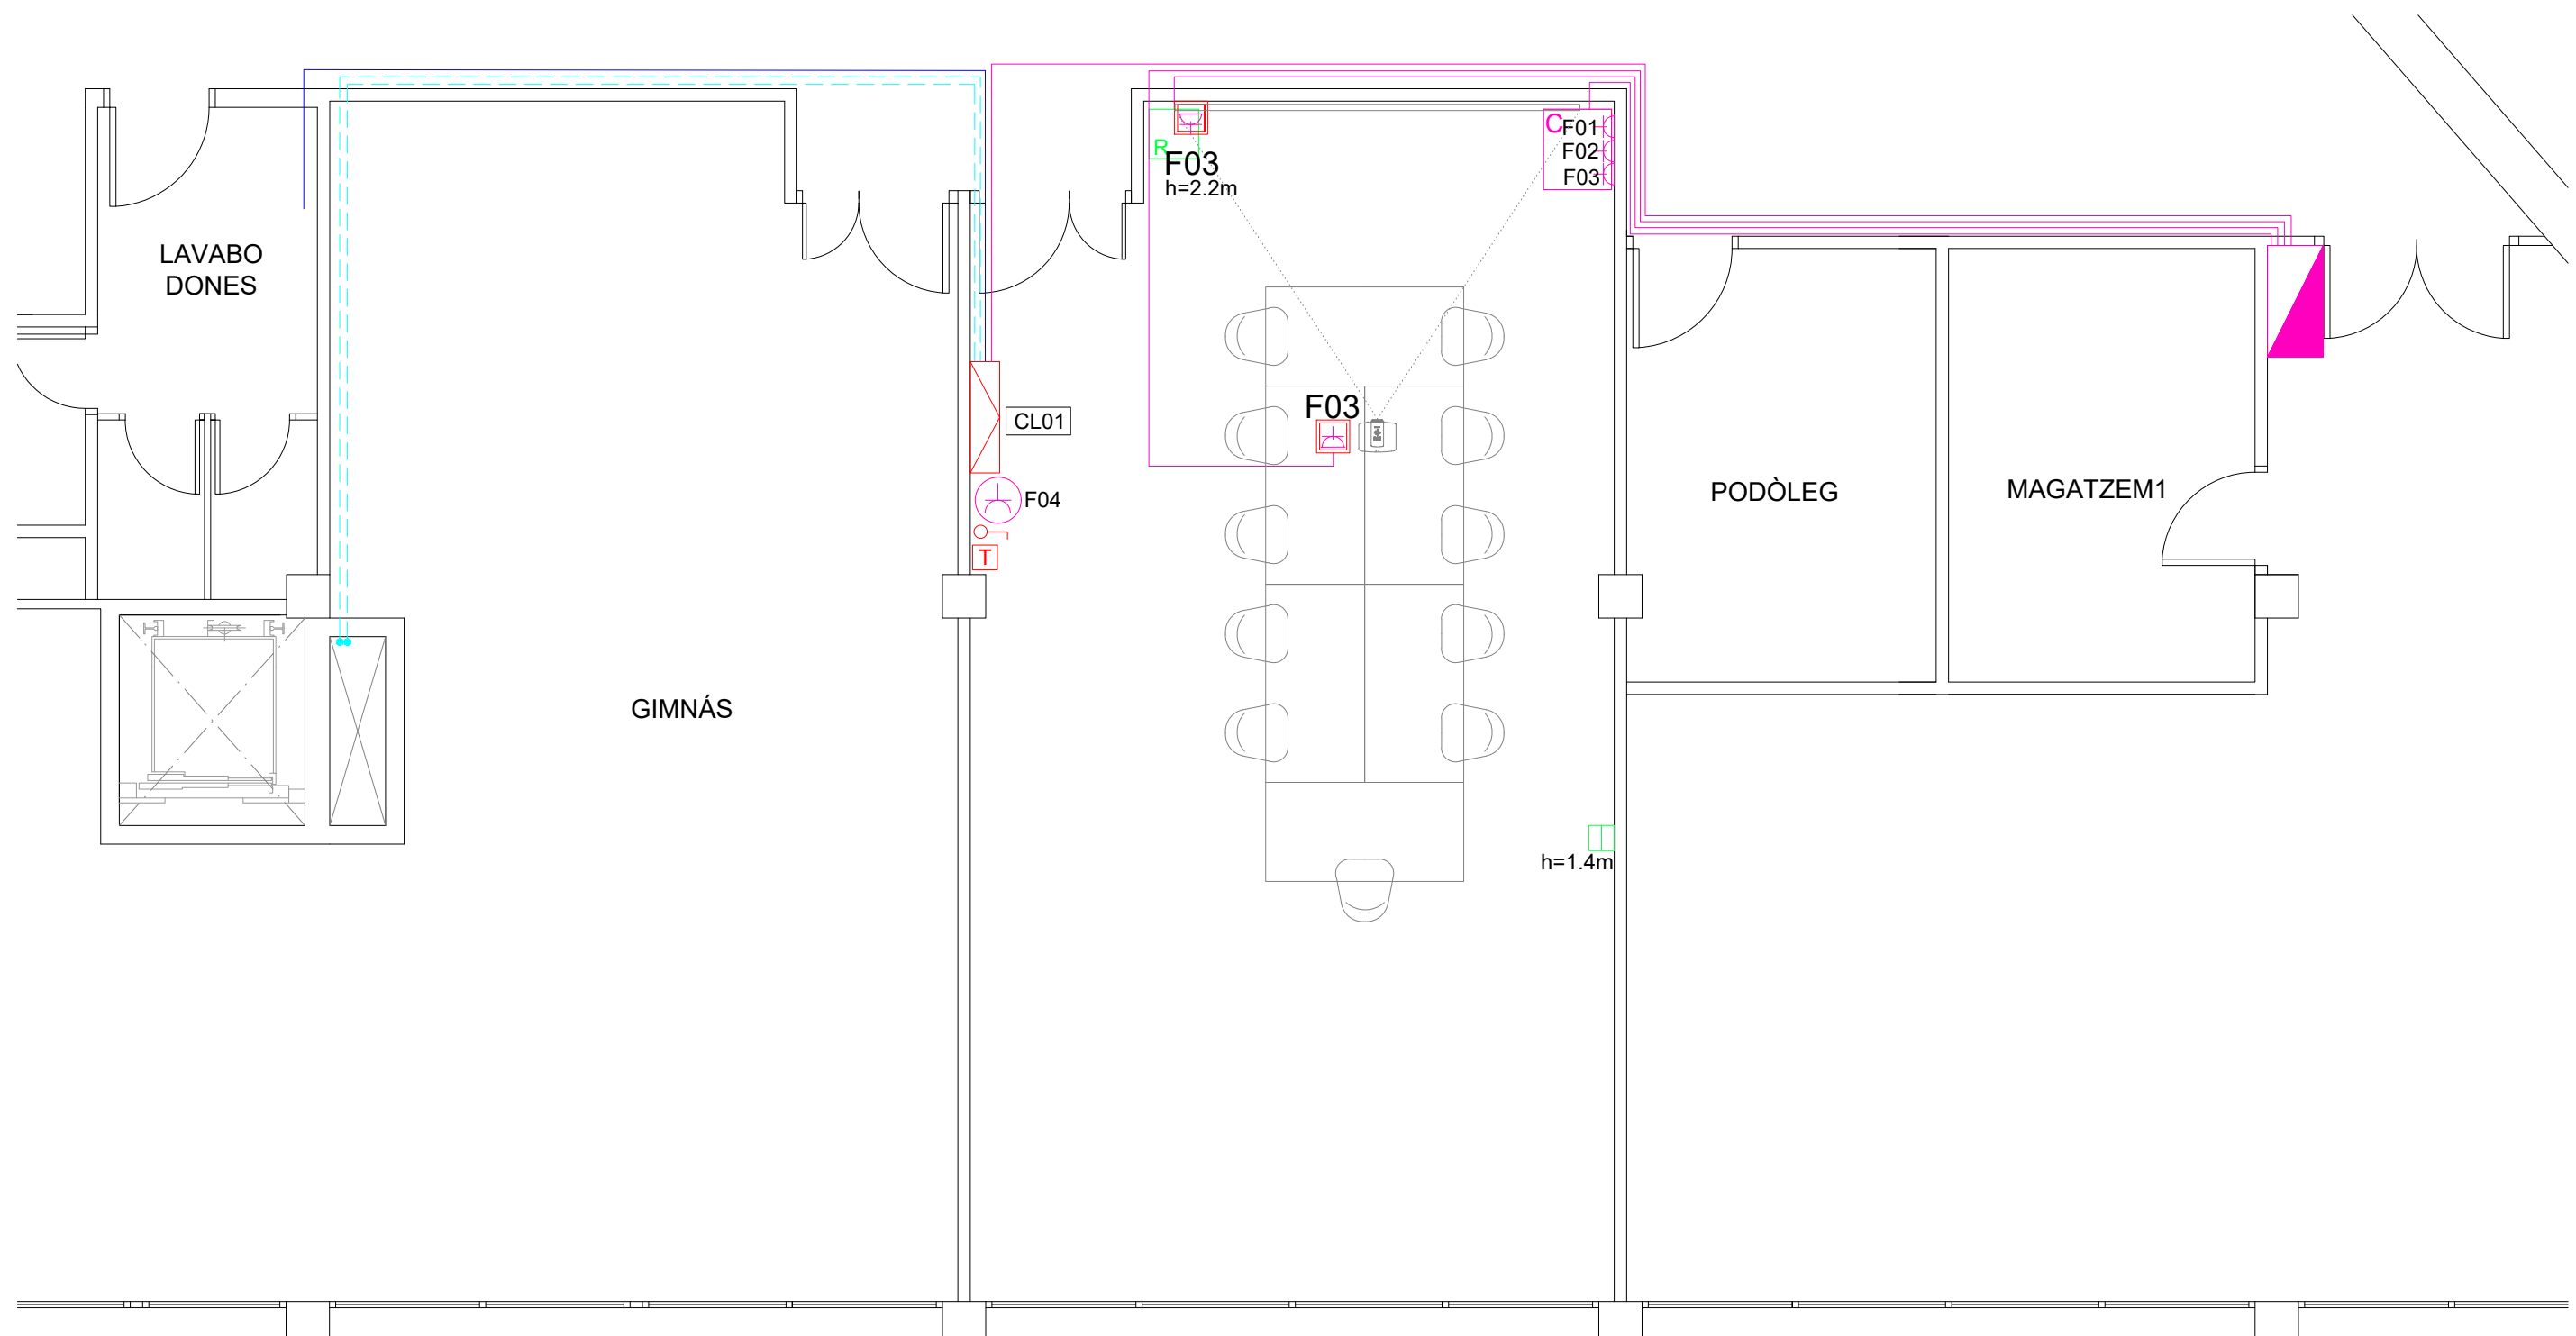 C
F01
F02
F03
R
F03
h=2.2m
LAVABO
DONES
F03
CL01
F04
T
PODÒLEG
MAGATZEM1
GIMNÁS
h=1.4m